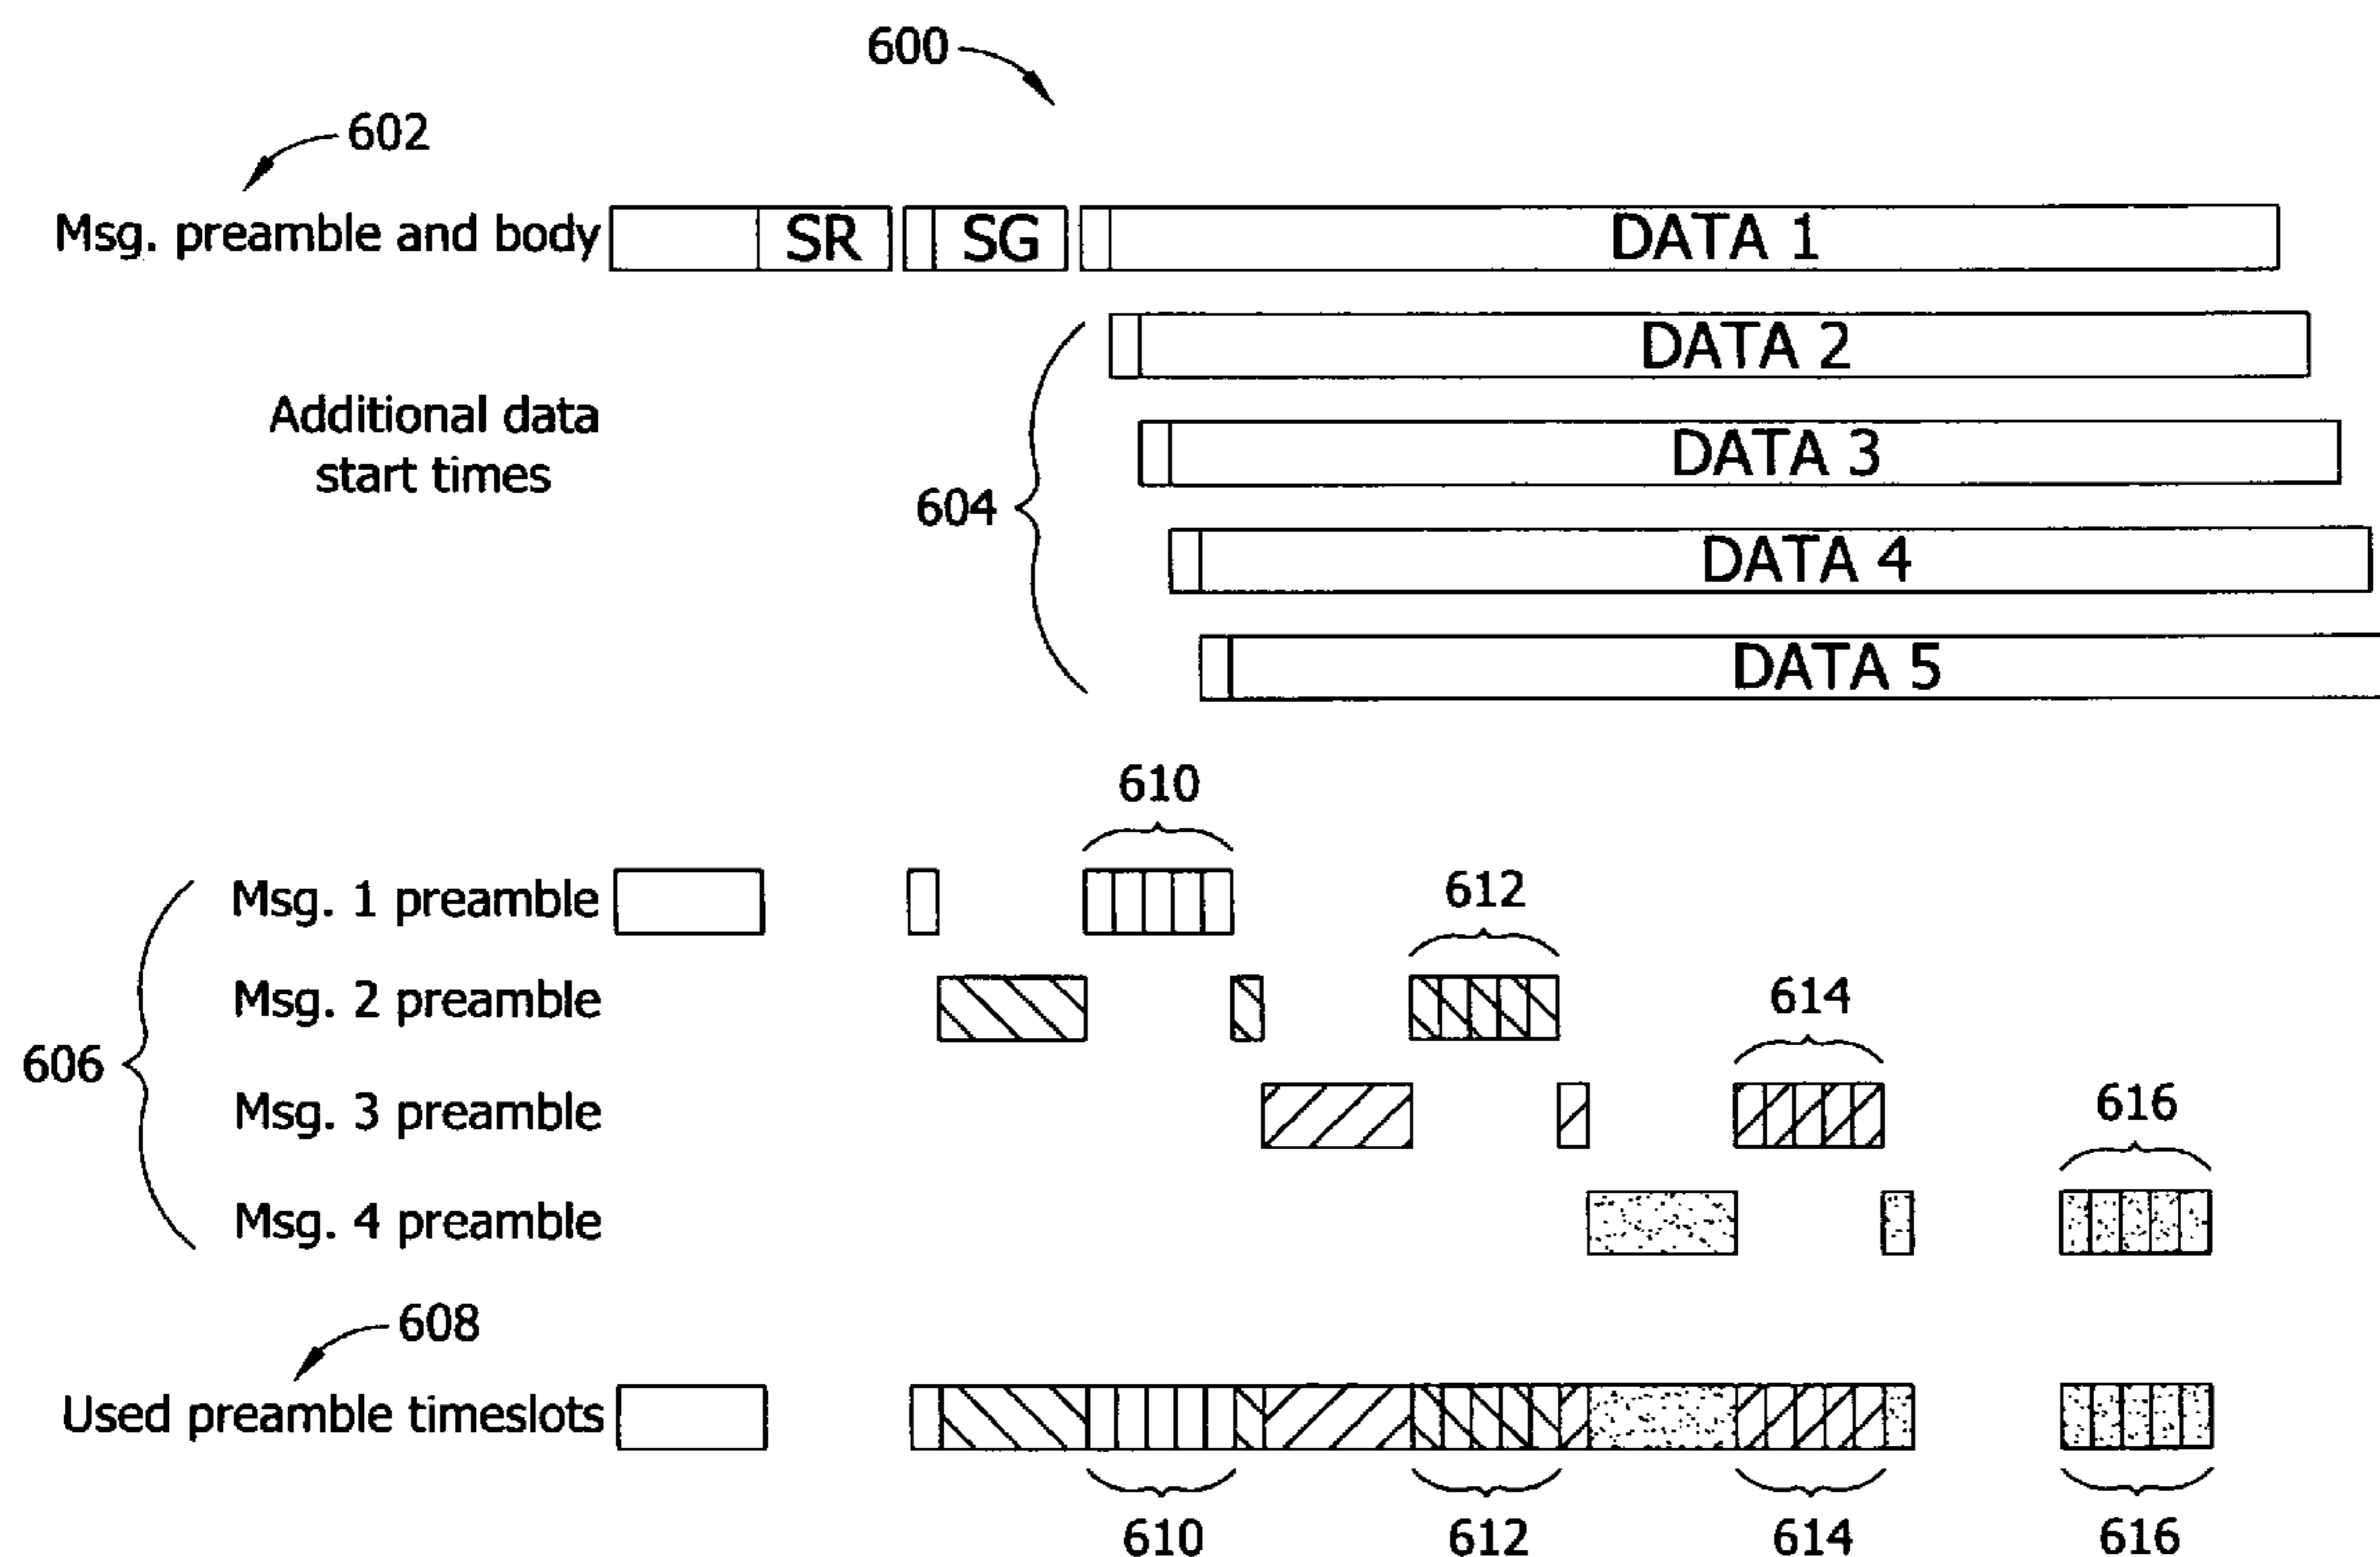 600
602
Msg. preamble and body SR SG DATA 1
DATA 2
Additional data
start times
DATA 3
604
DATA 4
DATA 5
610
Msg. 1 preamble
612
Msg. 2 preamble
614
606
Msg. 3 preamble
616
Msg. 4 preamble
608
Used preamble timeslots
610 612 614 616